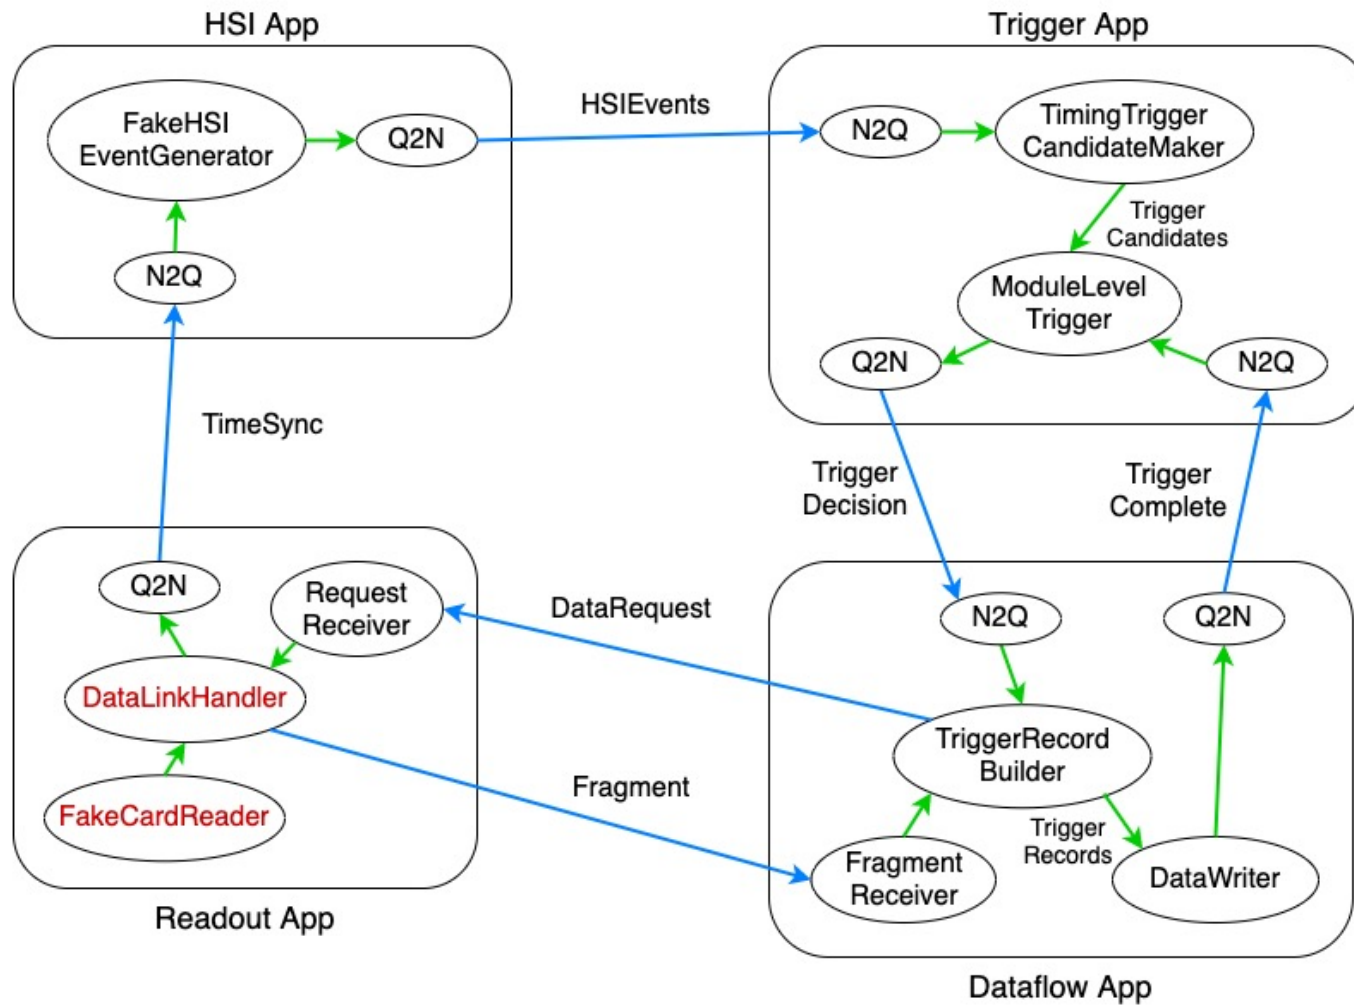 HSI App
Trigger App
FakeHSI
EventGenerator
Q2N
HSIEvents
N2Q
TimingTrigger
CandidateMaker
Trigger
Candidates
N2Q
ModuleLevel
Trigger
Q2N
N2Q
TimeSync
Trigger
Decision
Trigger
Complete
Q2N
Request
Receiver
DataRequest
N2Q
Q2N
DataLinkHandler
TriggerRecord
Builder
FakeCardReader
Fragment
Trigger
Records
Fragment
Receiver
DataWriter
Readout App
Dataflow App